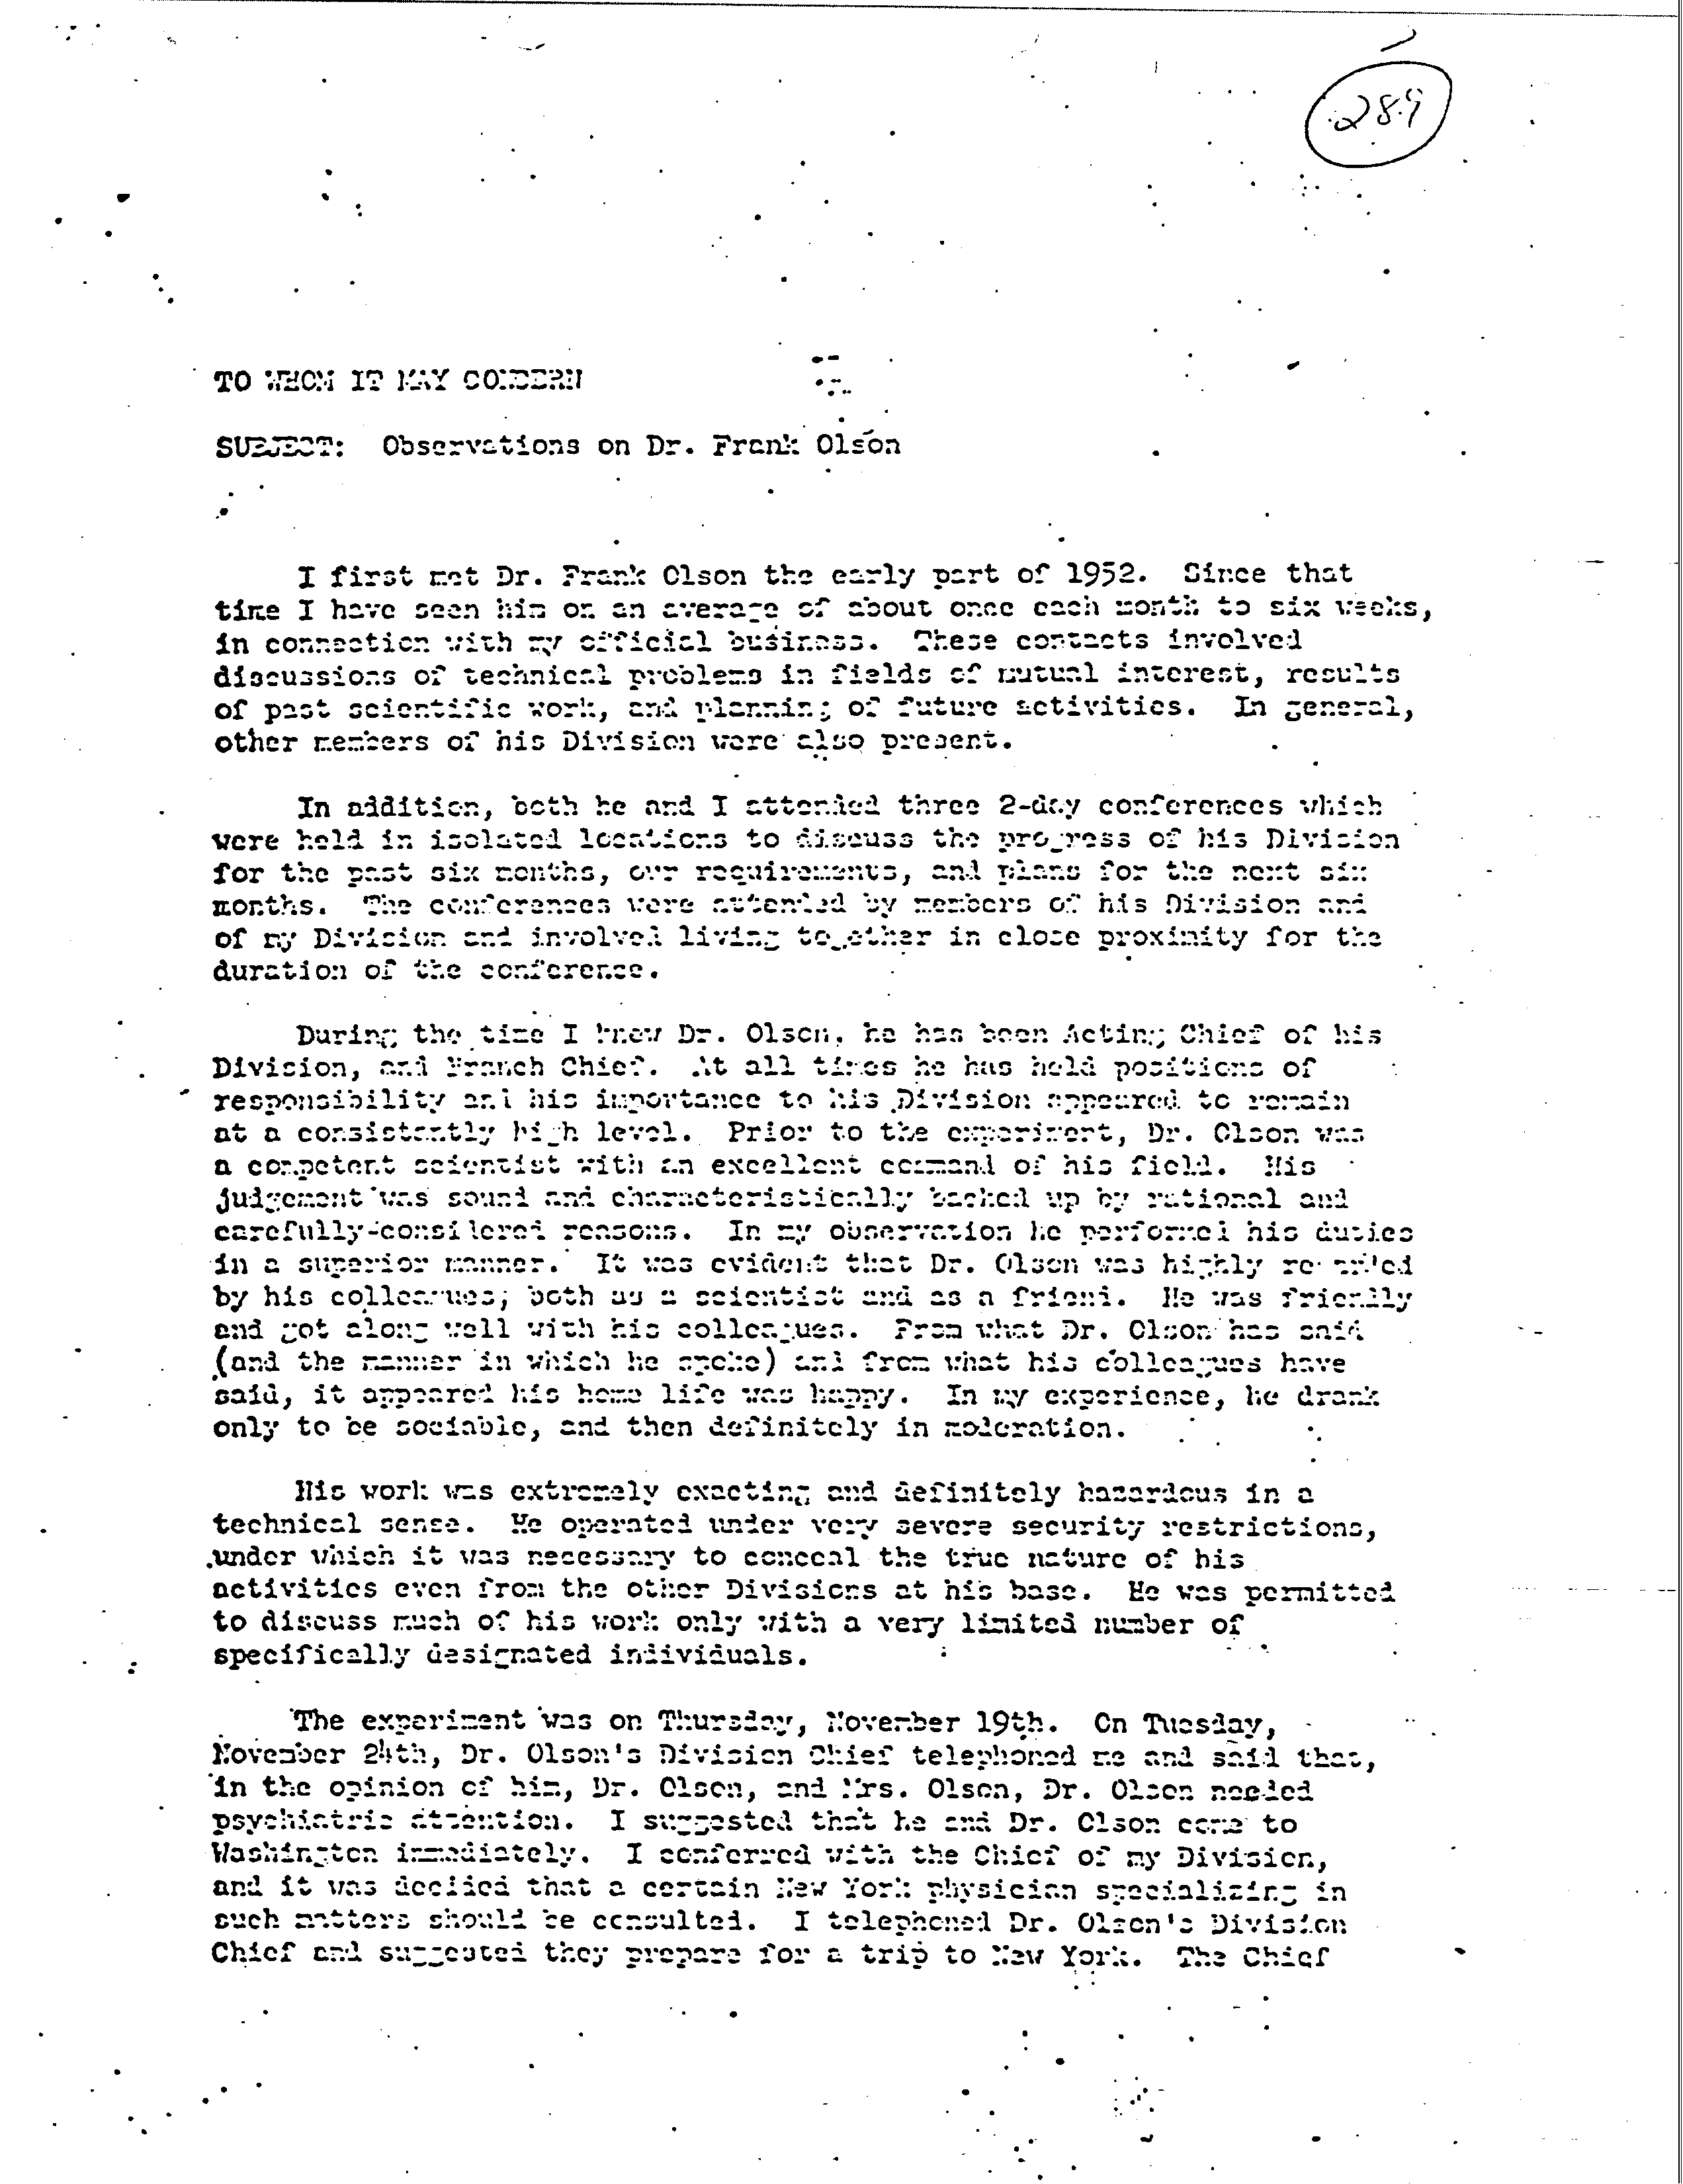 289
TO WHOM IT MAY CONCERN
SUBJECT: Observations on Dr. Frank Olson
I first met Dr. Frank Olson the early part of 1952. Since that
time I have seen him on an average of about once each month to six weeks,
in connection with my official business. These contacts involved
discussions of technical problems in fields of mutual interest, results
of past scientific work, and planning of future activities. In general,
other members of his Division were also present.
In addition, both he and I attended three 2-day conferences which
were held in isolated locations to discuss the progress of his Division
for the past six months, our requirements, and plans for the next six
months. The conferences were attended by members of his Division and
of my Division and involved living together in close proximity for the
duration of the conference.
During the time I knew Dr. Olson, he has been Acting Chief of his
Division, and Branch Chief. At all times he has held positions of
responsibility and his importance to his Division appeared to remain
at a consistently high level. Prior to the experiment, Dr. Olson was
a competent scientist with an excellent command of his field. His
judgement was sound and characteristically backed up by rational and
carefully-considered reasons. In my observation he performed his duties
in a superior manner. It was evident that Dr. Olson was highly regarded
by his colleagues, both as a scientist and as a friend. He was friendly
and got along well with his colleagues. From what Dr. Olson has said
(and the manner in which he spoke) and from what his colleagues have
said, it appeared his home life was happy. In my experience, he drank
only to be sociable, and then definitely in moderation.
His work was extremely exacting and definitely hazardous in a
technical sense. He operated under very severe security restrictions,
under which it was necessary to conceal the true nature of his
activities even from the other Divisions at his base. He was permitted
to discuss much of his work only with a very limited number of
specifically designated individuals.
The experiment was on Thursday, November 19th. On Tuesday,
November 24th, Dr. Olson's Division Chief telephoned me and said that,
in the opinion of him, Dr. Olson, and Mrs. Olson, Dr. Olson needed
psychiatric attention. I suggested that he and Dr. Olson come to
Washington immediately. I conferred with the Chief of my Division,
and it was decided that a certain New York physician specializing in
such matters should be consulted. I telephoned Dr. Olson's Division
Chief and suggested they prepare for a trip to New York. The Chief